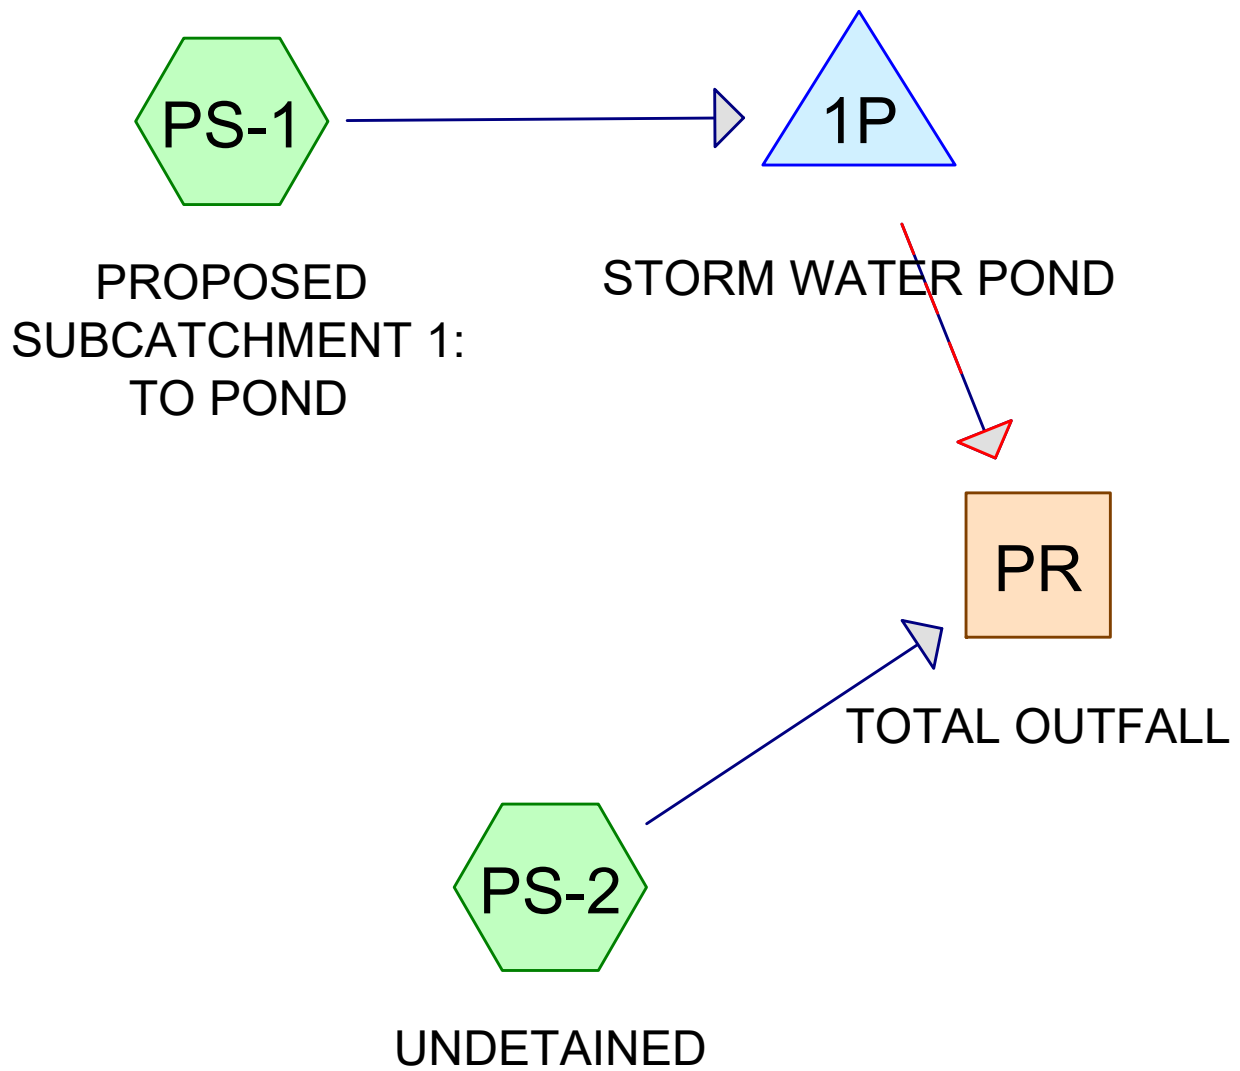 PS-1
1P
PROPOSED
SUBCATCHMENT 1:
TO POND
STORM WATER POND
PR
TOTAL OUTFALL
PS-2
UNDETAINED